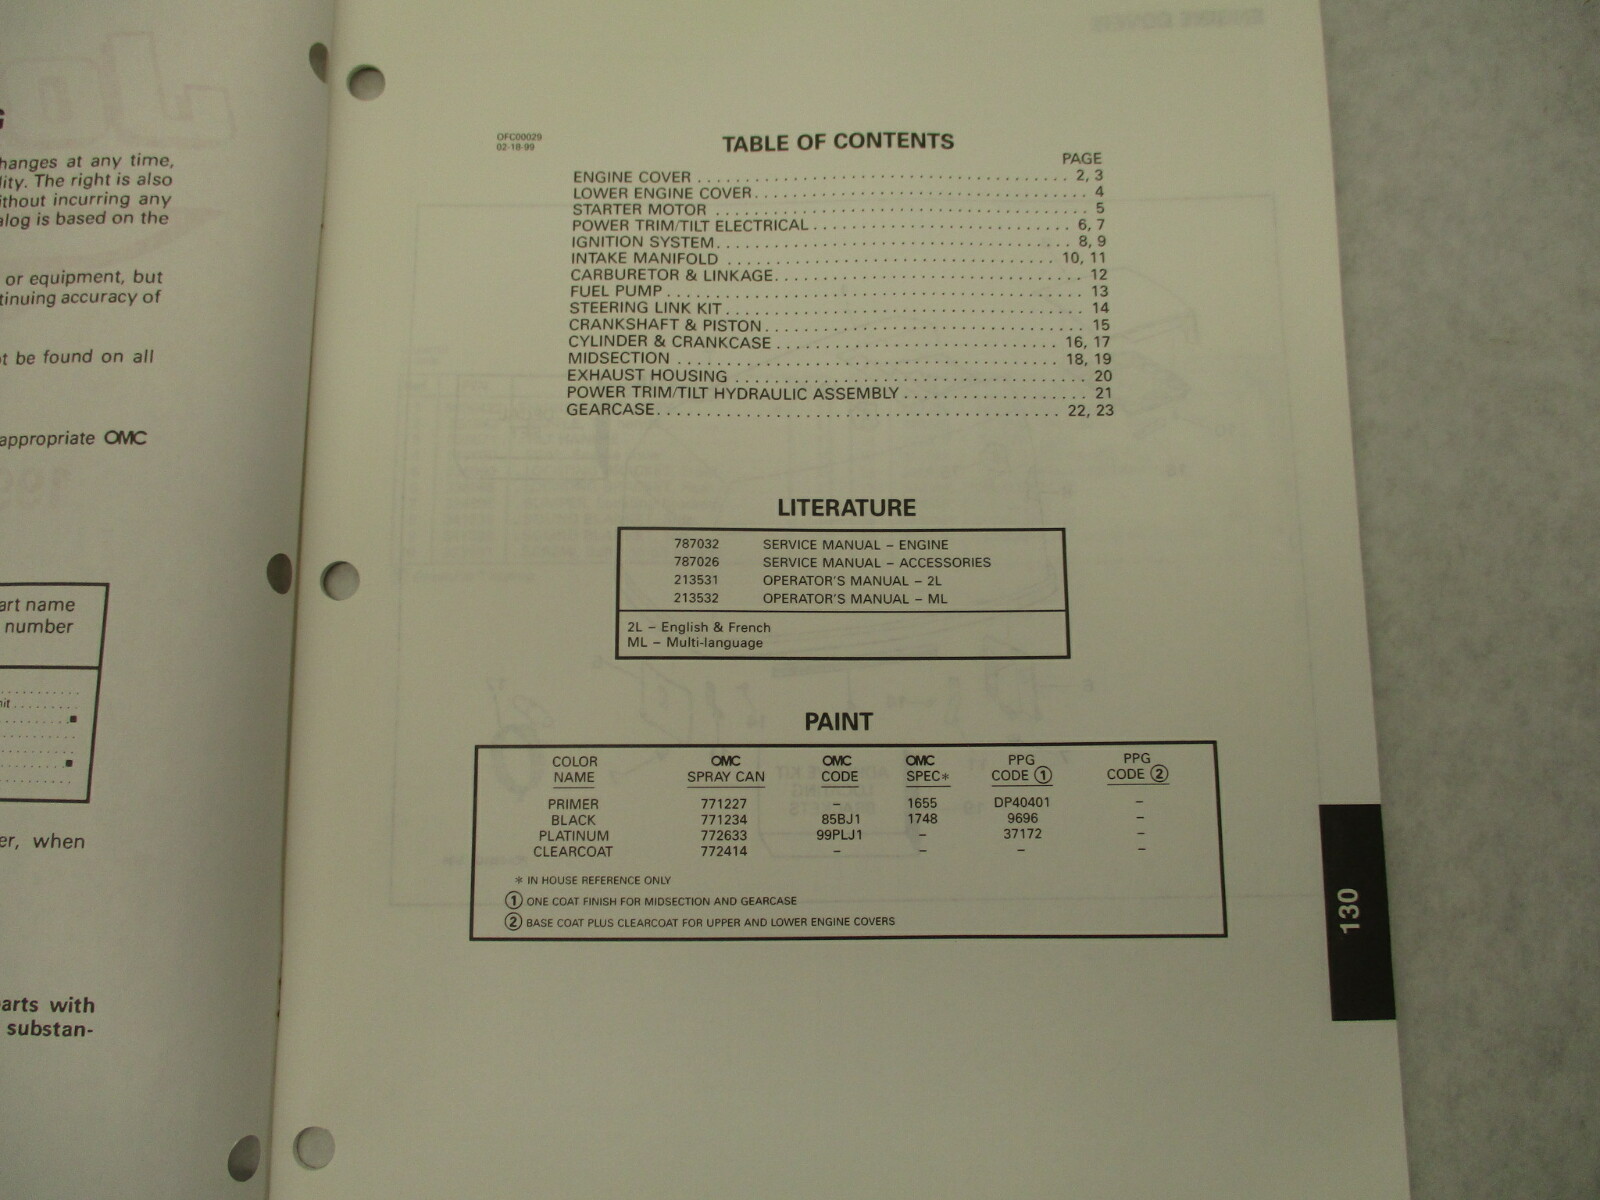 hanges at any time,
lity. The right is also
ithout incurring any
alog is based on the
or equipment, but
tinuing accuracy of
t be found on all
appropriate OMC
art name
number
er, when
arts with
substan-
OFC00029
02-18-99
TABLE OF CONTENTS
PAGE
ENGINE COVER . . . . . . . . . . . . . . . . . . . . 2, 3
LOWER ENGINE COVER . . . . . . . . . . . . . . . . . . . . 4
STARTER MOTOR . . . . . . . . . . . . . . . . . . . . 5
POWER TRIM/TILT ELECTRICAL . . . . . . . . . . . . . . . . . . . . 6, 7
IGNITION SYSTEM . . . . . . . . . . . . . . . . . . . . 8, 9
INTAKE MANIFOLD . . . . . . . . . . . . . . . . . . . . 10, 11
CARBURETOR & LINKAGE . . . . . . . . . . . . . . . . . . . . 12
FUEL PUMP . . . . . . . . . . . . . . . . . . . . 13
STEERING LINK KIT . . . . . . . . . . . . . . . . . . . . 14
CRANKSHAFT & PISTON . . . . . . . . . . . . . . . . . . . . 15
CYLINDER & CRANKCASE . . . . . . . . . . . . . . . . . . . . 16, 17
MIDSECTION . . . . . . . . . . . . . . . . . . . . 18, 19
EXHAUST HOUSING . . . . . . . . . . . . . . . . . . . . 20
POWER TRIM/TILT HYDRAULIC ASSEMBLY . . . . . . . . . . . . . . . . . . . 21
GEARCASE . . . . . . . . . . . . . . . . . . . . 22, 23
LITERATURE
787032 SERVICE MANUAL – ENGINE
787026 SERVICE MANUAL – ACCESSORIES
213531 OPERATOR'S MANUAL – 2L
213532 OPERATOR'S MANUAL – ML
2L – English & French
ML – Multi-language
PAINT
COLOR OMC OMC OMC PPG PPG
NAME SPRAY CAN CODE SPEC* CODE ① CODE ②
PRIMER 771227 – 1655 DP40401 –
BLACK 771234 85BJ1 1748 9696 –
PLATINUM 772633 99PLJ1 – 37172 –
CLEARCOAT 772414 – – – –
* IN HOUSE REFERENCE ONLY
① ONE COAT FINISH FOR MIDSECTION AND GEARCASE
② BASE COAT PLUS CLEARCOAT FOR UPPER AND LOWER ENGINE COVERS
130